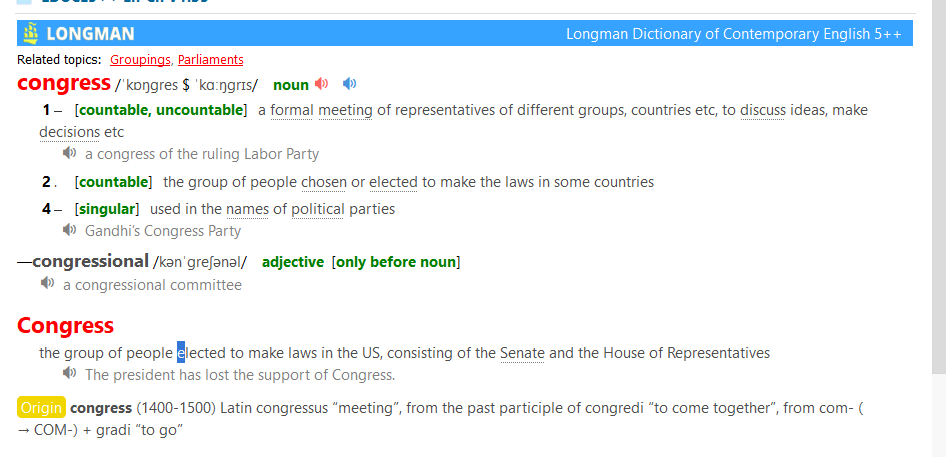 LONGMAN Longman Dictionary of Contemporary English 5++
Related topics: Groupings, Parliaments
congress /ˈkɒŋɡres $ ˈkɑːŋɡrɪs/ noun
1 – [countable, uncountable] a formal meeting of representatives of different groups, countries etc, to discuss ideas, make
decisions etc
a congress of the ruling Labor Party
2 . [countable] the group of people chosen or elected to make the laws in some countries
4 – [singular] used in the names of political parties
Gandhi’s Congress Party
—congressional /kənˈɡreʃənəl/ adjective [only before noun]
a congressional committee
Congress
the group of people elected to make laws in the US, consisting of the Senate and the House of Representatives
The president has lost the support of Congress.
Origin congress (1400-1500) Latin congressus “meeting”, from the past participle of congredi “to come together”, from com- (
→ COM-) + gradi “to go”